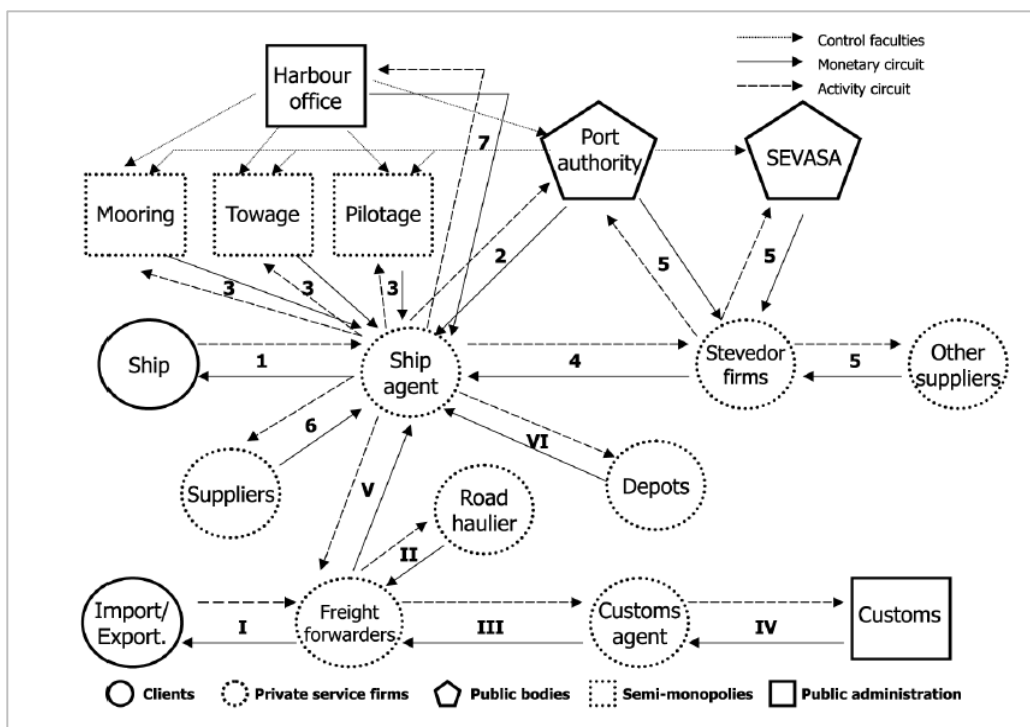 Control faculties
Monetary circuit
Activity circuit
Harbour
office
7
Port
authority
SEVASA
Mooring
Towage
Pilotage
2
5
5
3
3
3
Ship
1
Ship
agent
4
Stevedor
firms
5
Other
suppliers
6
Suppliers
V
VI
Depots
Road
haulier
II
Import/
Export.
I
Freight
forwarders
III
Customs
agent
IV
Customs
Clients
Private service firms
Public bodies
Semi-monopolies
Public administration